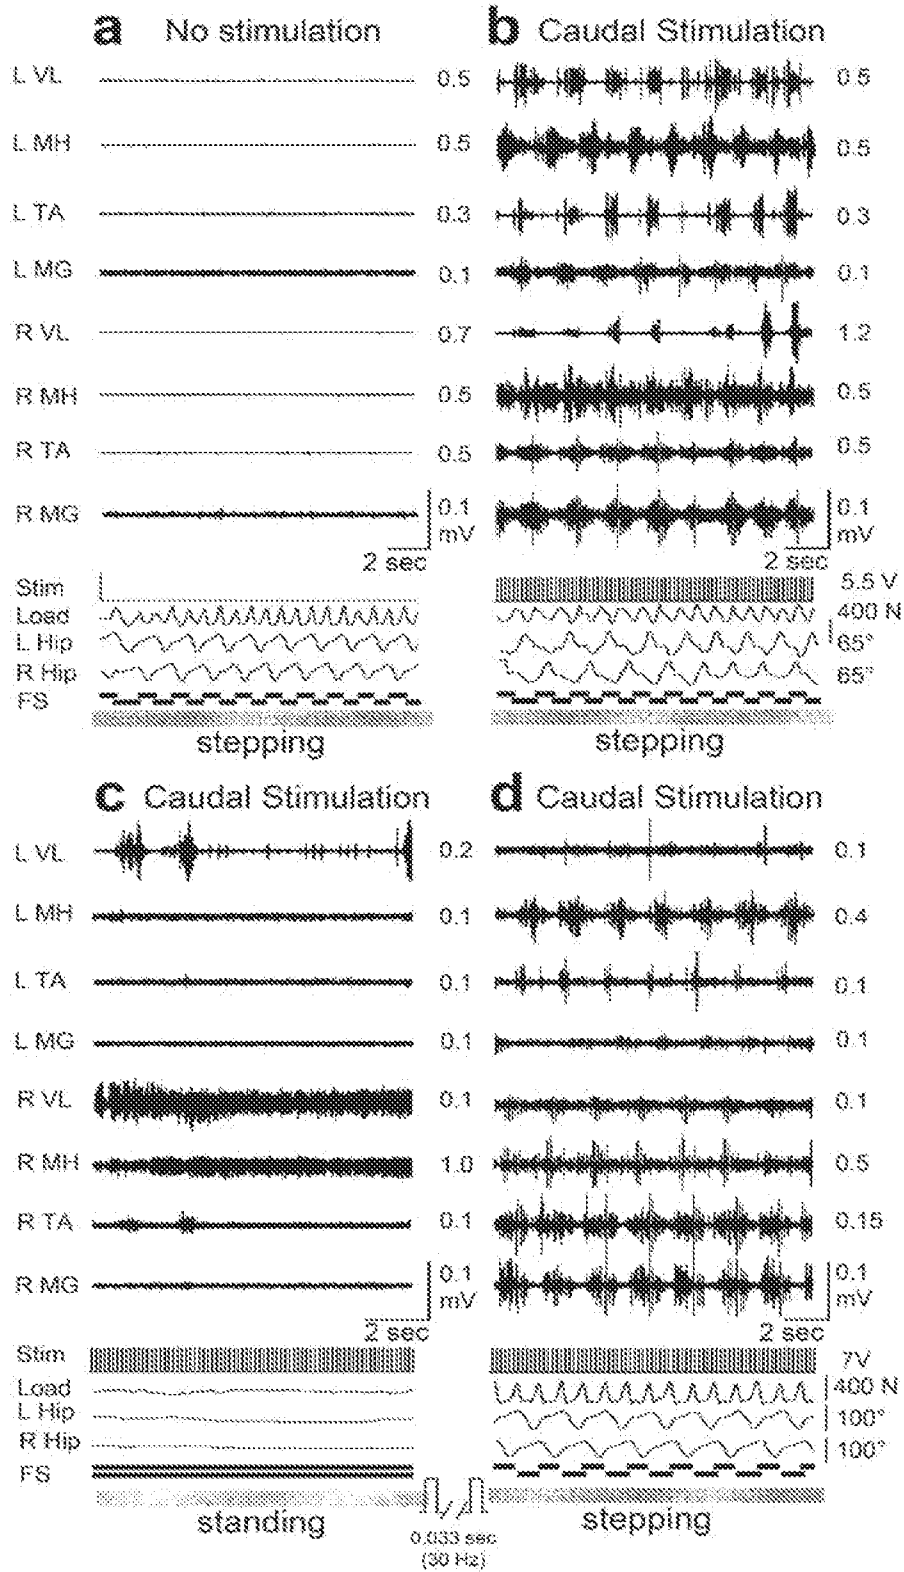 a No stimulation
b Caudal Stimulation
L VL 0.5 0.5
L MH 0.5 0.5
L TA 0.3 0.3
L MG 0.1 0.1
R VL 0.7 1.2
R MH 0.5 0.5
R TA 0.5 0.5
R MG 0.1 mV 0.1 mV
2 sec 2 sec
Stim 5.5 V
Load 400 N
L Hip 65°
R Hip 65°
FS
stepping stepping
c Caudal Stimulation
d Caudal Stimulation
L VL 0.2 0.1
L MH 0.1 0.4
L TA 0.1 0.1
L MG 0.1 0.1
R VL 0.1 0.1
R MH 1.0 0.5
R TA 0.1 0.15
R MG 0.1 mV 0.1 mV
2 sec 2 sec
Stim 7V
Load 400 N
L Hip 100°
R Hip 100°
FS
standing stepping
0.033 sec
(30 Hz)